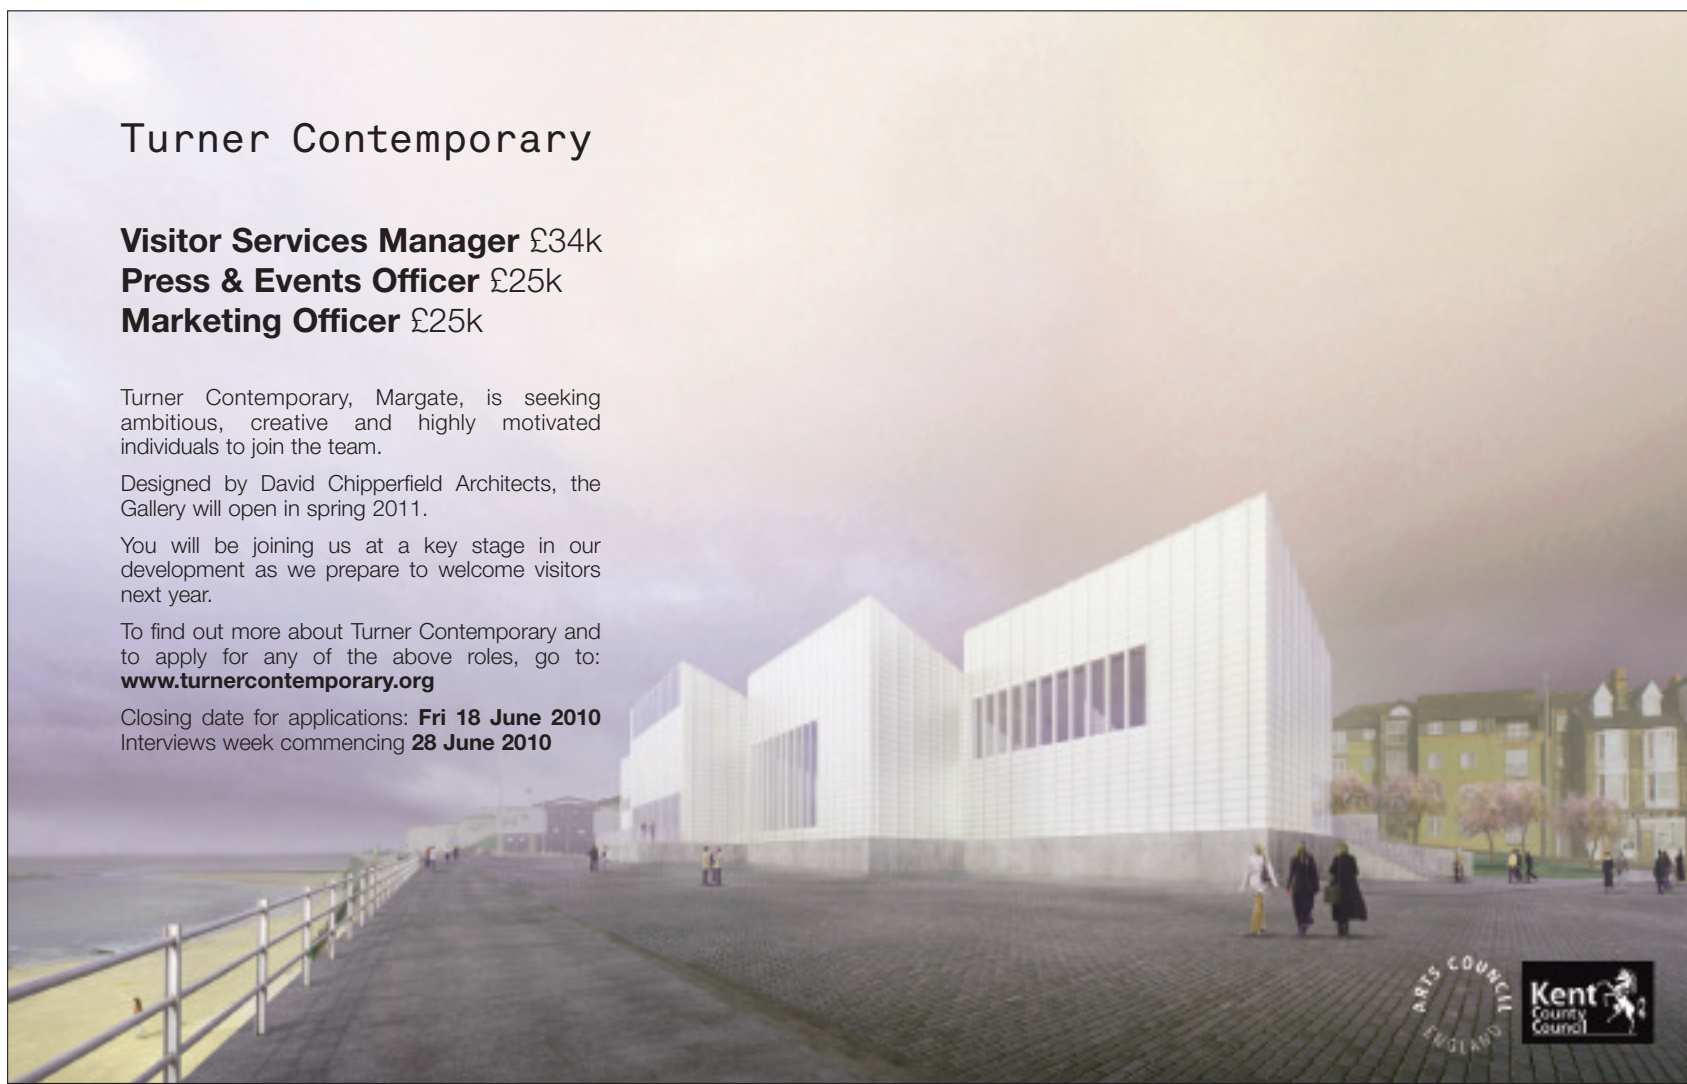 Turner Contemporary
Visitor Services Manager £34k
Press & Events Officer £25k
Marketing Officer £25k
Turner Contemporary, Margate, is seeking
ambitious, creative and highly motivated
individuals to join the team.
Designed by David Chipperfield Architects, the
Gallery will open in spring 2011.
You will be joining us at a key stage in our
development as we prepare to welcome visitors
next year.
To find out more about Turner Contemporary and
to apply for any of the above roles, go to:
www.turnercontemporary.org
Closing date for applications: Fri 18 June 2010
Interviews week commencing 28 June 2010
ARTS COUNCIL
ENGLAND
Kent
County
Council